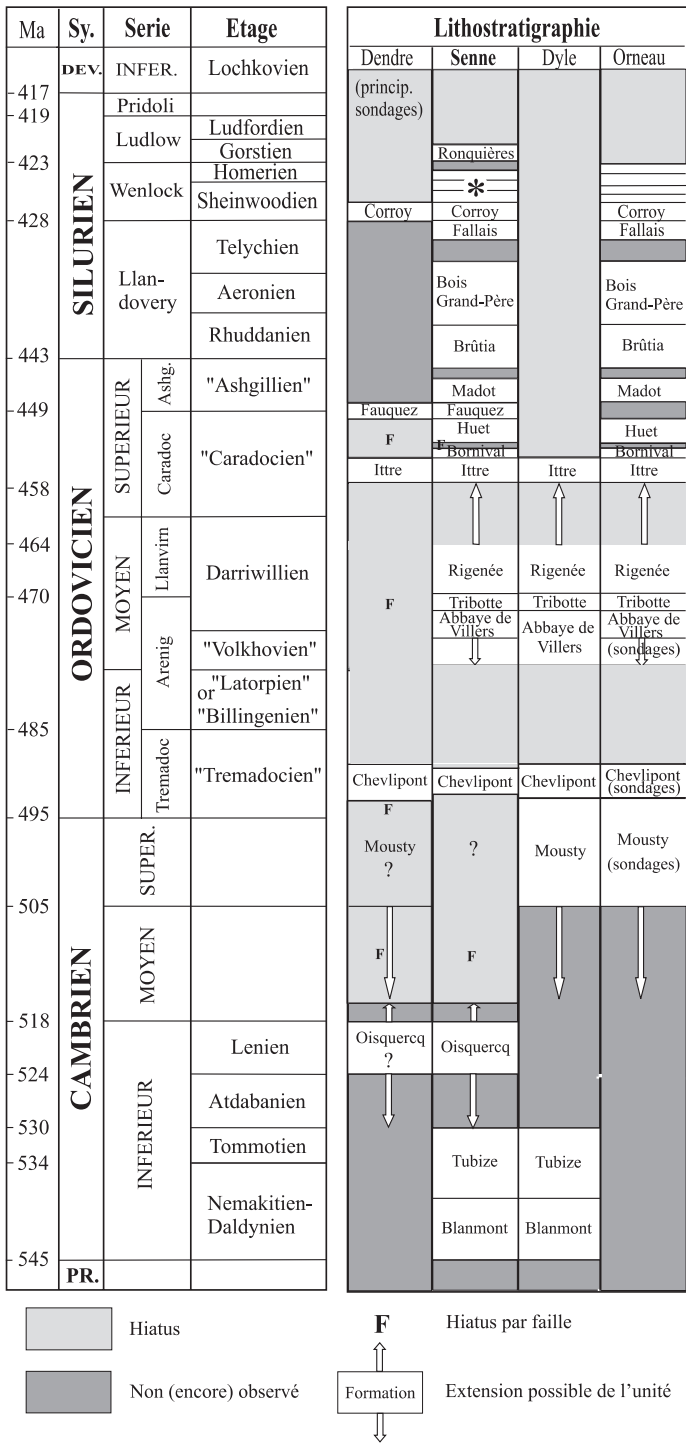 Ma Sy. Serie Etage Lithostratigraphie
Dendre Senne Dyle Orneau
DEV. INFER. Lochkovien
(princip.
sondages)
417
Pridoli
419
Ludlow
Ludfordien
Gorstien
Ronquières
423
Wenlock
Homerien
Sheinwoodien
*
Corroy Corroy Corroy
428
SILURIEN
Llan-
dovery
Telychien
Aeronien
Rhuddanien
Fallais Fallais
Bois
Grand-Père
Bois
Grand-Père
Brûtia Brûtia
443
ORDOVICIEN
SUPERIEUR
Ashg.
"Ashgillien"
Madot Madot
449
Fauquez Fauquez
Caradoc
"Caradocien"
Huet Huet
F F
Bornival Bornival
Ittre Ittre Ittre Ittre
458
464
MOYEN
Llanvirn
Darriwillien
Rigenée Rigenée Rigenée
F
470
Tribotte Tribotte Tribotte
Arenig
"Volkhovien"
Abbaye de
Villers
Abbaye de
Villers
Abbaye de
Villers
(sondages)
INFERIEUR
"Latorpien"
or
"Billingenien"
485
Tremadoc
"Tremadocien"
Chevlipont Chevlipont Chevlipont Chevlipont
(sondages)
495
F
CAMBRIEN
SUPER.
Mousty
?
?
Mousty
Mousty
(sondages)
505
MOYEN
F F
518
INFERIEUR
Lenien
Oisquercq
?
Oisquercq
524
Atdabanien
530
Tommotien
534
Tubize Tubize
Nemakitien-
Daldynien
Blanmont Blanmont
545
PR.
Hiatus
F Hiatus par faille
Non (encore) observé
Formation Extension possible de l'unité